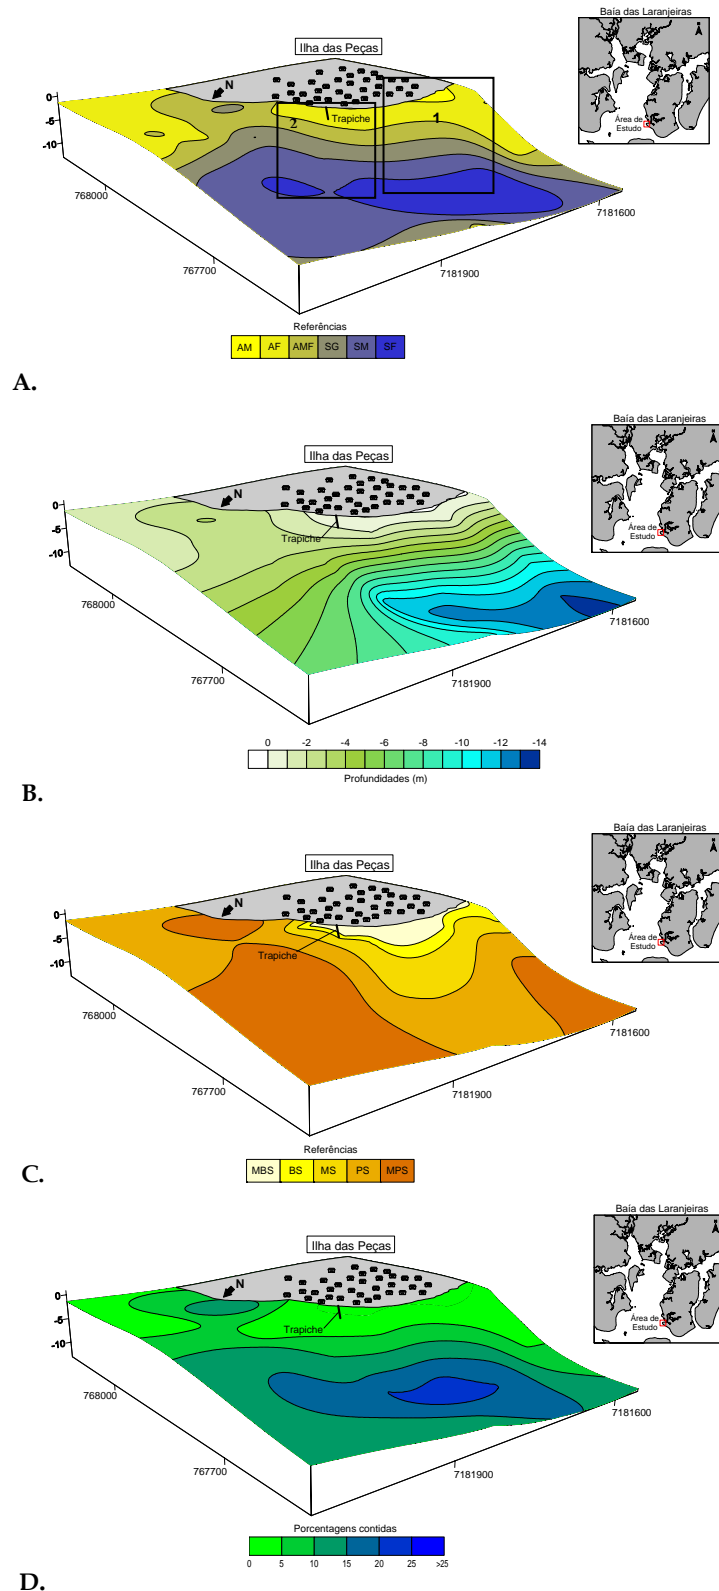 Baía das Laranjeiras
Ilha das Peças
N
0
-5
-10
2
1
Trapiche
Área de
Estudo
768000
7181600
767700
7181900
Referências
AM AF AMF SG SM SF
A.
Baía das Laranjeiras
Ilha das Peças
N
0
-5
-10
Trapiche
Área de
Estudo
768000
7181600
767700
7181900
0 -2 -4 -6 -8 -10 -12 -14
Profundidades (m)
B.
Baía das Laranjeiras
Ilha das Peças
N
0
-5
-10
Trapiche
Área de
Estudo
768000
7181600
767700
7181900
Referências
MBS BS MS PS MPS
C.
Baía das Laranjeiras
Ilha das Peças
N
0
-5
-10
Trapiche
Área de
Estudo
768000
7181600
767700
7181900
Porcentagens contidas
0 5 10 15 20 25 >25
D.